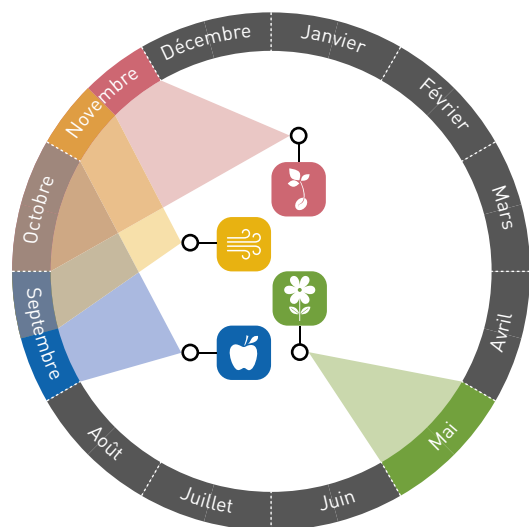 Janvier
Février
Mars
Avril
Mai
Juin
Juillet
Août
Septembre
Octobre
Novembre
Décembre